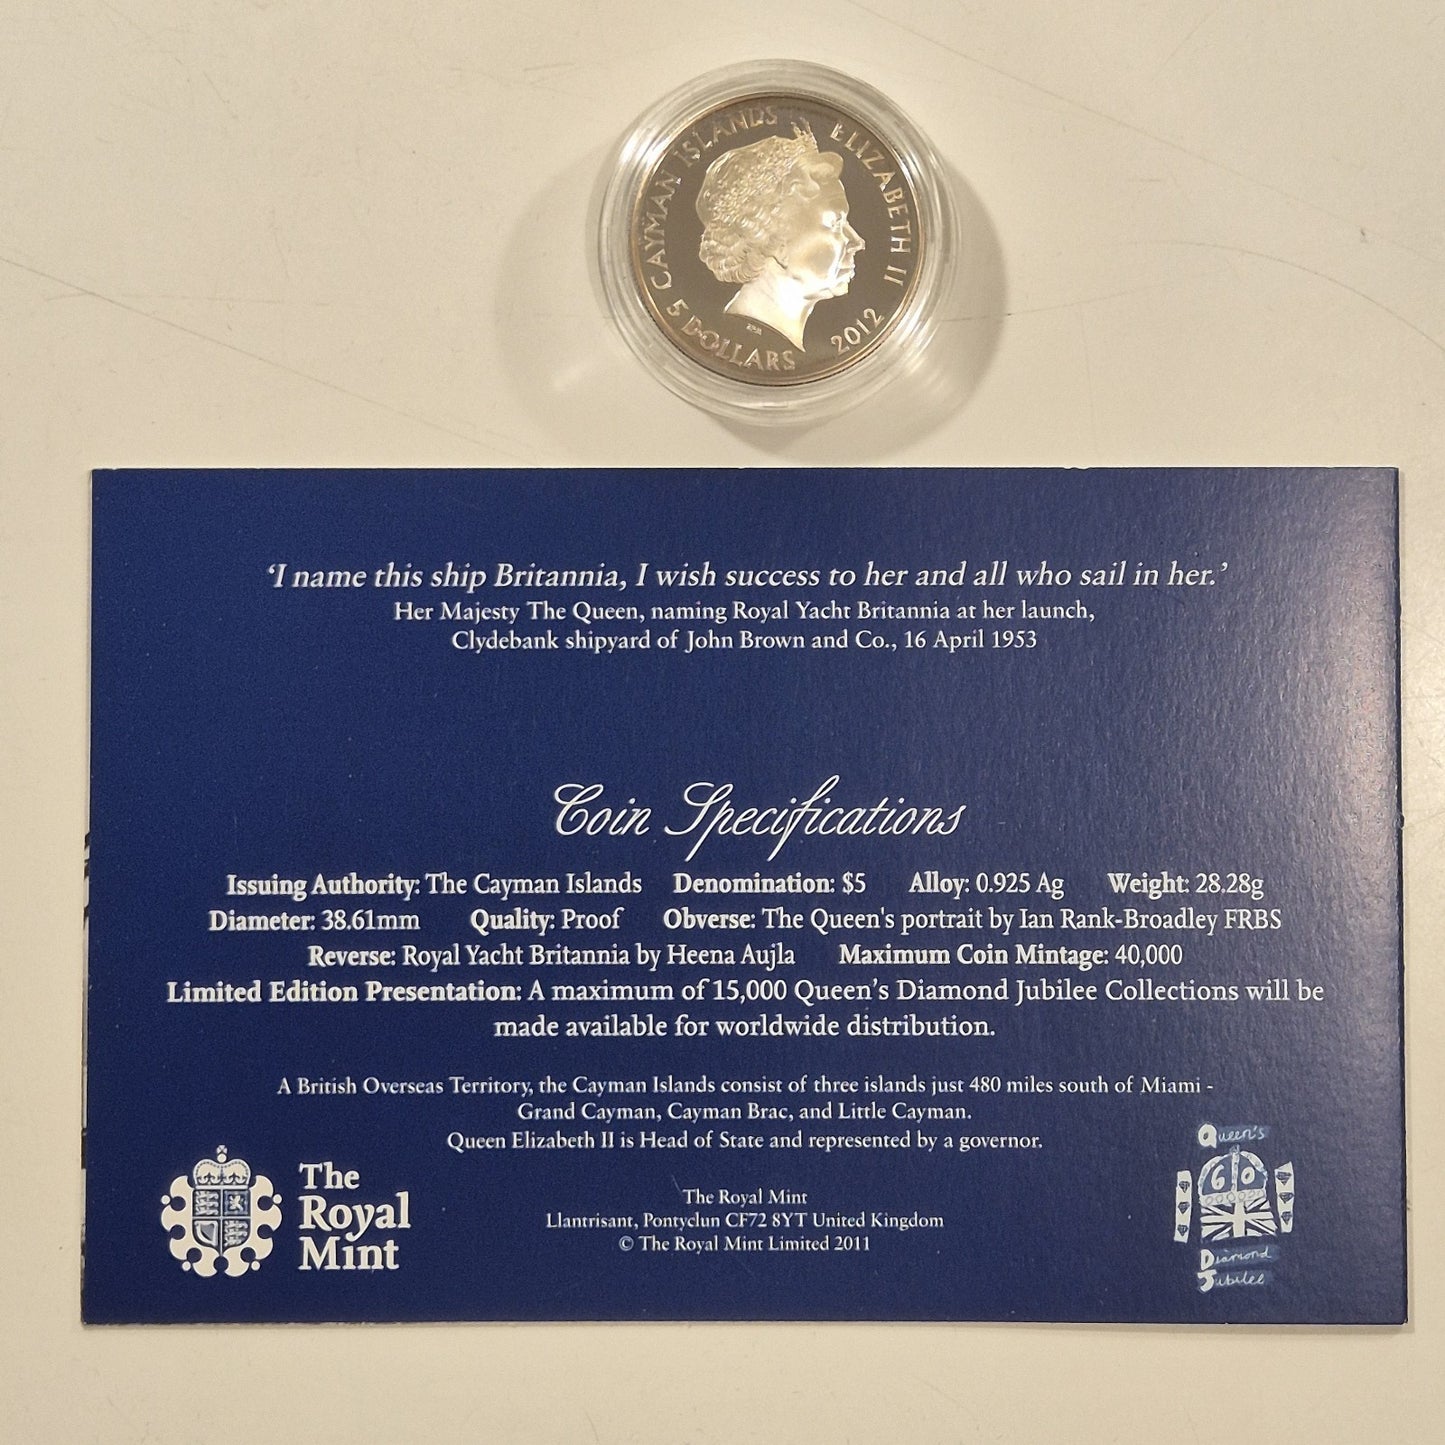 CAYMAN ISLANDS ELIZABETH II
5 DOLLARS 2012
‘I name this ship Britannia, I wish success to her and all who sail in her.’
Her Majesty The Queen, naming Royal Yacht Britannia at her launch,
Clydebank shipyard of John Brown and Co., 16 April 1953
Coin Specifications
Issuing Authority: The Cayman Islands Denomination: $5 Alloy: 0.925 Ag Weight: 28.28g
Diameter: 38.61mm Quality: Proof Obverse: The Queen's portrait by Ian Rank-Broadley FRBS
Reverse: Royal Yacht Britannia by Heena Aujla Maximum Coin Mintage: 40,000
Limited Edition Presentation: A maximum of 15,000 Queen’s Diamond Jubilee Collections will be
made available for worldwide distribution.
A British Overseas Territory, the Cayman Islands consist of three islands just 480 miles south of Miami -
Grand Cayman, Cayman Brac, and Little Cayman.
Queen Elizabeth II is Head of State and represented by a governor.
The
Royal
Mint
The Royal Mint
Llantrisant, Pontyclun CF72 8YT United Kingdom
© The Royal Mint Limited 2011
Queen's
60
Diamond
Jubilee